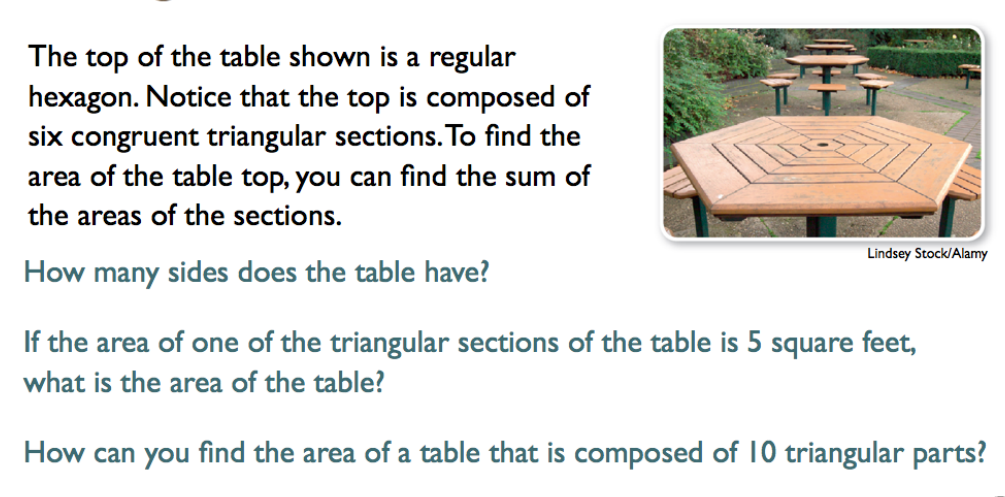 The top of the table shown is a regular
hexagon. Notice that the top is composed of
six congruent triangular sections. To find the
area of the table top, you can find the sum of
the areas of the sections.
Lindsey Stock/Alamy
How many sides does the table have?
If the area of one of the triangular sections of the table is 5 square feet,
what is the area of the table?
How can you find the area of a table that is composed of 10 triangular parts?